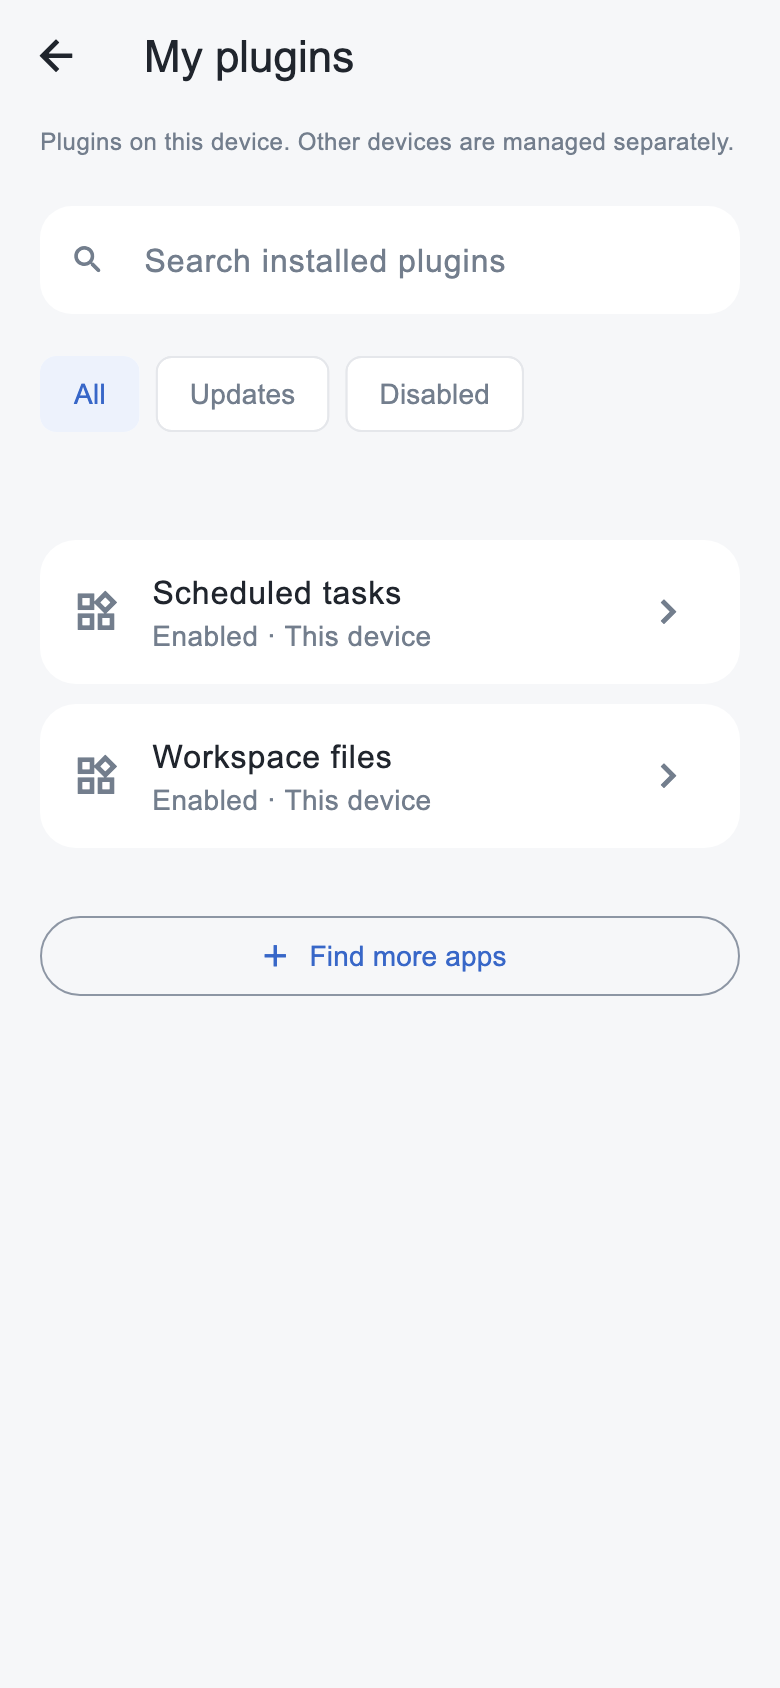 My plugins
Plugins on this device. Other devices are managed separately.
Search installed plugins
All
Updates
Disabled
Scheduled tasks
Enabled · This device
Workspace files
Enabled · This device
Find more apps